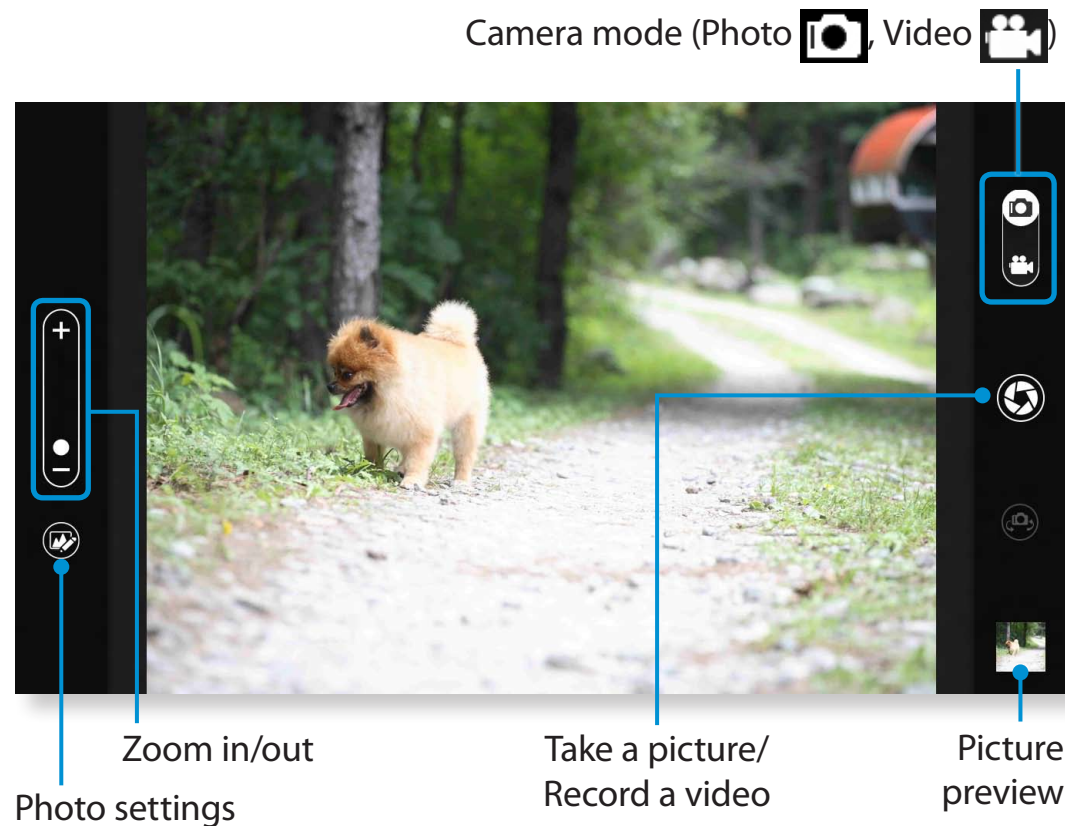 Camera mode (Photo , Video )
Zoom in/out
Take a picture/
Record a video
Picture
preview
Photo settings